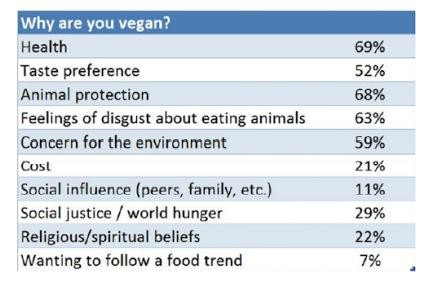 Why are you vegan?
Health 69%
Taste preference 52%
Animal protection 68%
Feelings of disgust about eating animals 63%
Concern for the environment 59%
Cost 21%
Social influence (peers, family, etc.) 11%
Social justice / world hunger 29%
Religious/spiritual beliefs 22%
Wanting to follow a food trend 7%